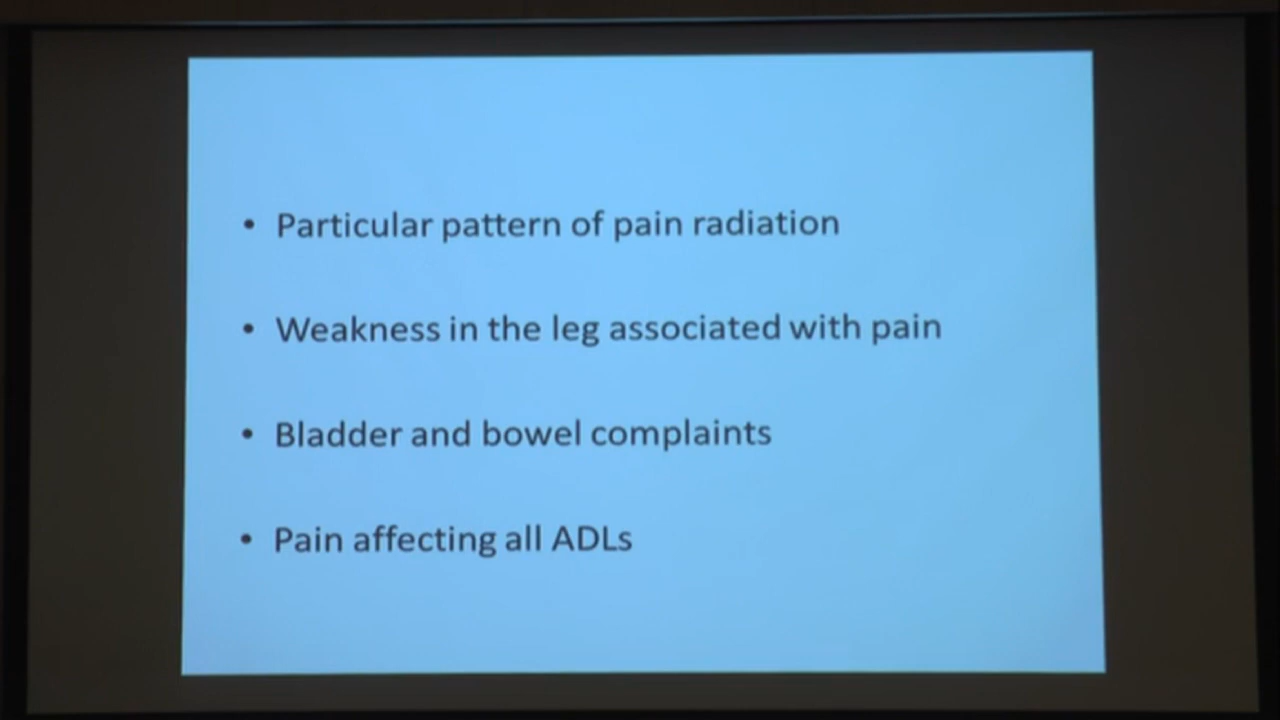 • Particular pattern of pain radiation
• Weakness in the leg associated with pain
• Bladder and bowel complaints
• Pain affecting all ADLs